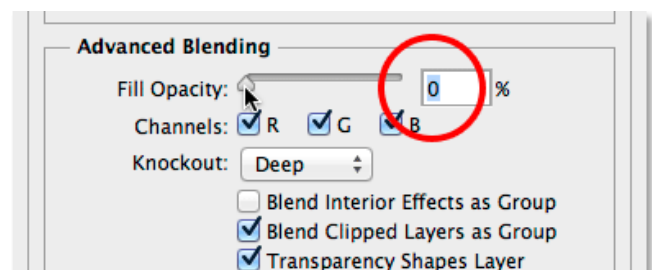 Advanced Blending
Fill Opacity: 0 %
Channels: R G B
Knockout: Deep
Blend Interior Effects as Group
Blend Clipped Layers as Group
Transparency Shapes Layer